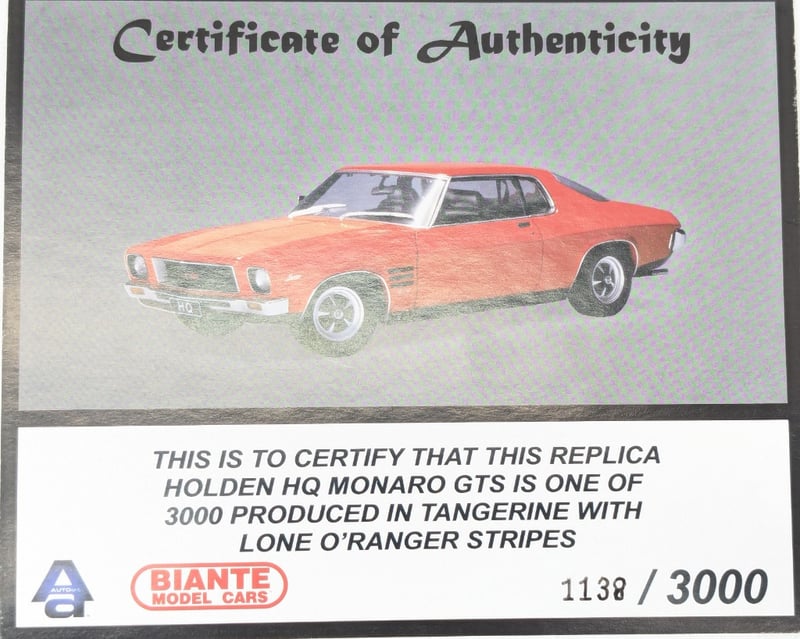 Certificate of Authenticity
HQ
THIS IS TO CERTIFY THAT THIS REPLICA
HOLDEN HQ MONARO GTS IS ONE OF
3000 PRODUCED IN TANGERINE WITH
LONE O'RANGER STRIPES
BIANTE
MODEL CARS
1138 / 3000